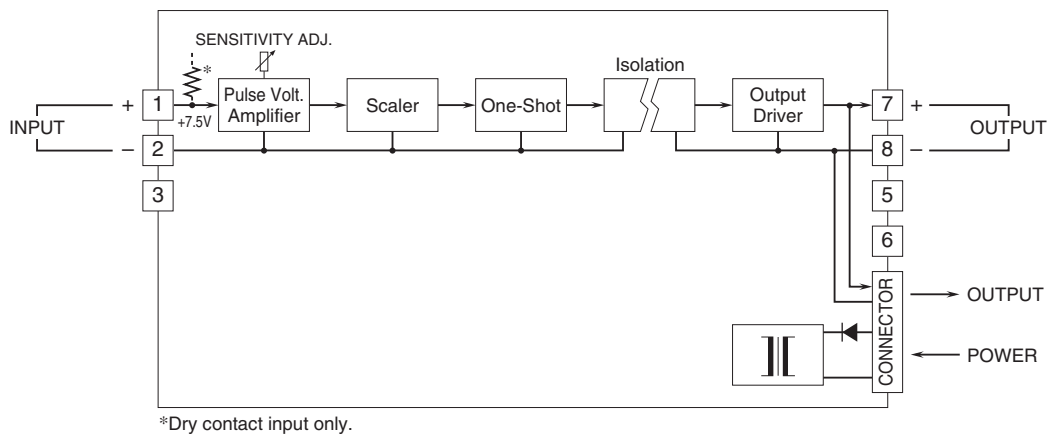 SENSITIVITY ADJ.
*
Isolation
+ 1
+7.5V
Pulse Volt.
Amplifier
Scaler
One-Shot
Output
Driver
7 +
INPUT
OUTPUT
− 2
8 −
3
5
6
CONNECTOR
OUTPUT
POWER
*Dry contact input only.